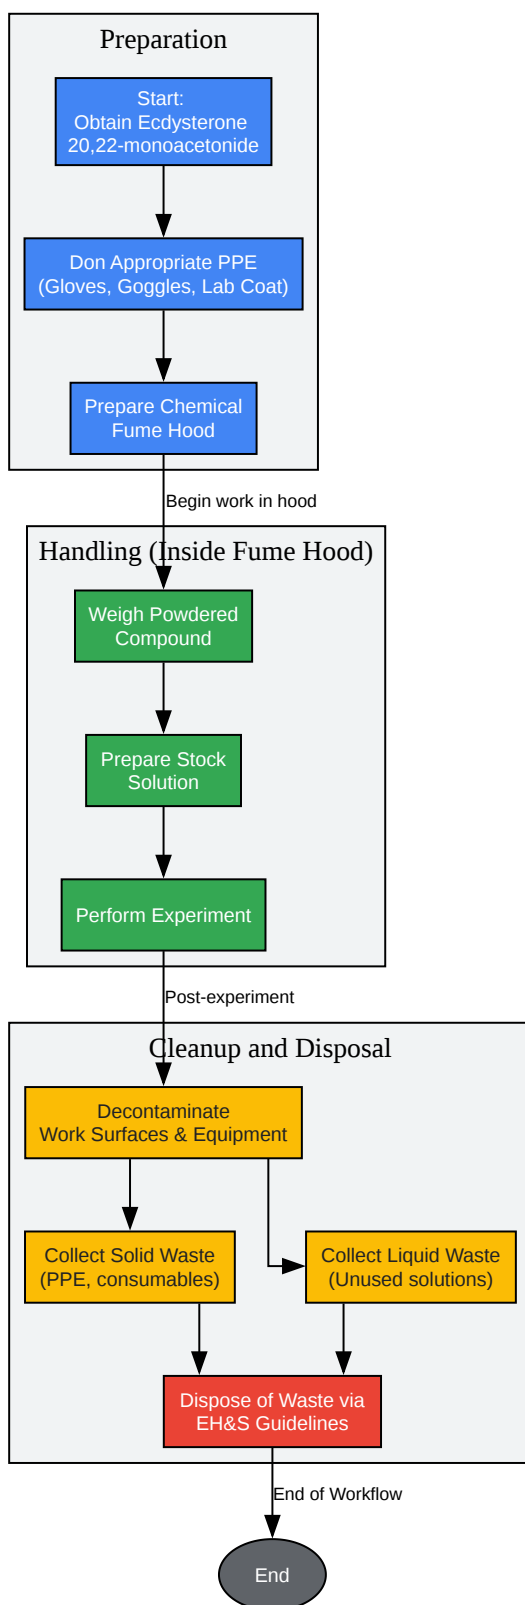 Preparation
Start:
Obtain Ecdysterone
20,22-monoacetonide
Don Appropriate PPE
(Gloves, Goggles, Lab Coat)
Prepare Chemical
Fume Hood
Begin work in hood
Handling (Inside Fume Hood)
Weigh Powdered
Compound
Prepare Stock
Solution
Perform Experiment
Post-experiment
Cleanup and Disposal
Decontaminate
Work Surfaces & Equipment
Collect Solid Waste
(PPE, consumables)
Collect Liquid Waste
(Unused solutions)
Dispose of Waste via
EH&S Guidelines
End of Workflow
End